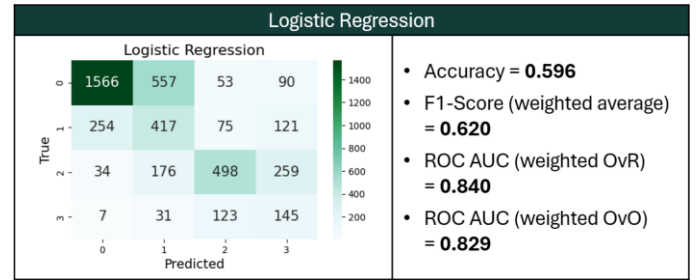 Logistic Regression
Logistic Regression
0 1566 557 53 90
1 254 417 75 121
2 34 176 498 259
3 7 31 123 145
0 1 2 3
True
Predicted
1400
1200
1000
800
600
400
200
• Accuracy = 0.596
• F1-Score (weighted average)
= 0.620
• ROC AUC (weighted OvR)
= 0.840
• ROC AUC (weighted OvO)
= 0.829